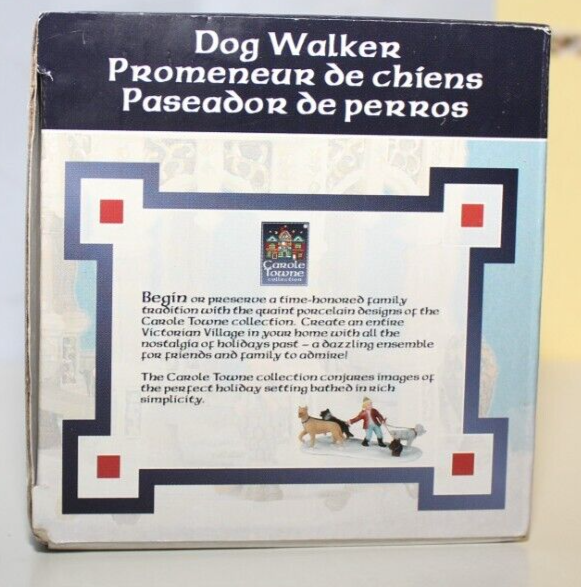 Dog Walker
Promeneur de chiens
Paseador de perros
Carole
Towne
collection
Begin or preserve a time-honored family
tradition with the quaint porcelain designs of the
Carole Towne collection. Create an entire
Victorian Village in your home with all the
nostalgia of holidays past – a dazzling ensemble
for friends and family to admire!
The Carole Towne collection conjures images of
the perfect holiday setting bathed in rich
simplicity.